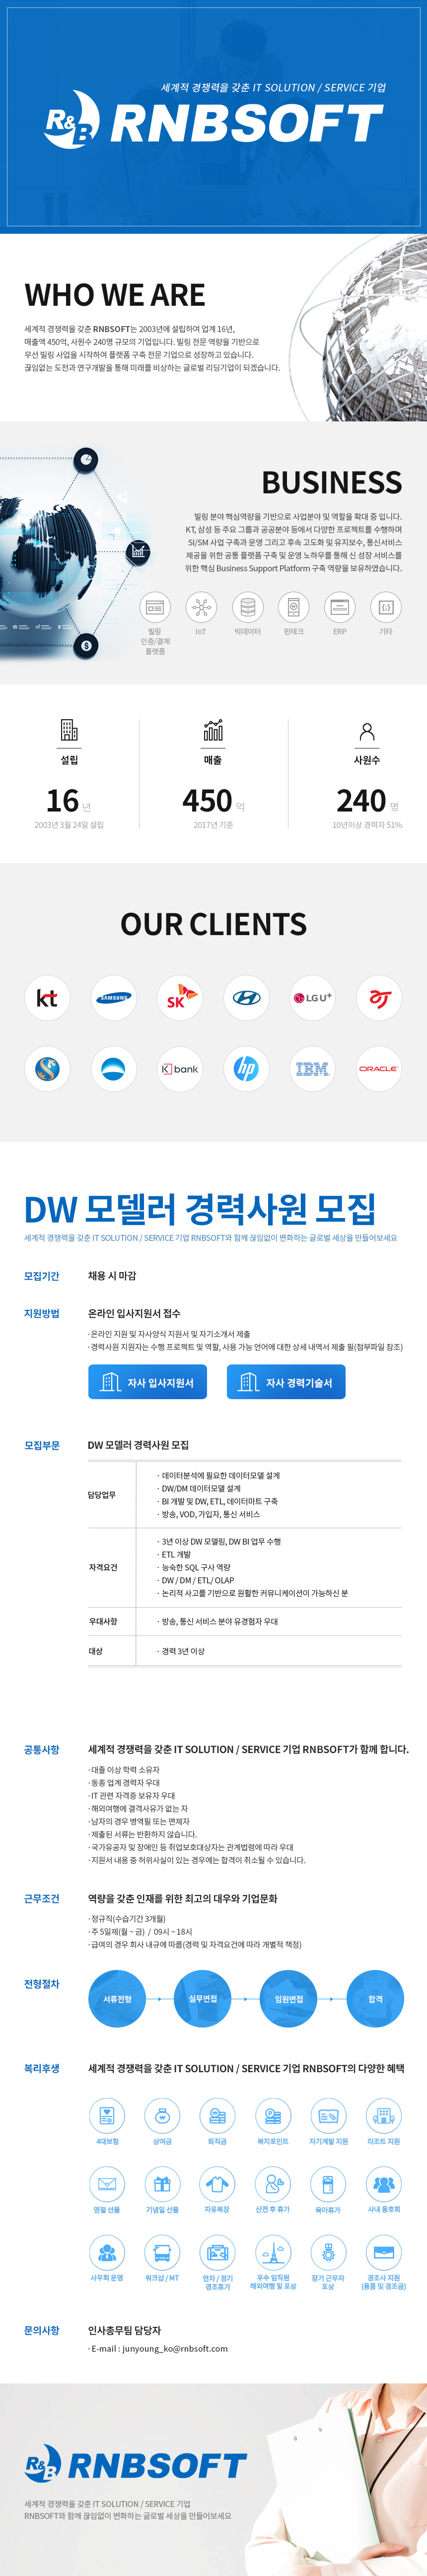 세계적 경쟁력을 갖춘 IT SOLUTION / SERVICE 기업
R&B RNBSOFT
WHO WE ARE
세계적 경쟁력을 갖춘 RNBSOFT는 2003년에 설립하여 업계 16년,
매출액 450억, 사원수 240명 규모의 기업입니다. 빌링 전문 역량을 기반으로
무선 빌링 사업을 시작하여 플랫폼 구축 전문 기업으로 성장하고 있습니다.
끊임없는 도전과 연구개발을 통해 미래를 비상하는 글로벌 리딩기업이 되겠습니다.
BUSINESS
빌링 분야 핵심역량을 기반으로 사업분야 및 역할을 확대 중 입니다.
KT, 삼성 등 주요 그룹과 공공분야 등에서 다양한 프로젝트를 수행하며
SI/SM 사업 구축과 운영 그리고 후속 고도화 및 유지보수, 통신서비스
제공을 위한 공통 플랫폼 구축 및 운영 노하우를 통해 신 성장 서비스를
위한 핵심 Business Support Platform 구축 역량을 보유하였습니다.
빌링
인증/결제
플랫폼
IoT
빅데이터
핀테크
ERP
기타
설립
16 년
2003년 3월 24일 설립
매출
450 억
2017년 기준
사원수
240 명
10년이상 경력자 51%
OUR CLIENTS
kt
SAMSUNG
SK
LG U+
K bank
hp
IBM
ORACLE
DW 모델러 경력사원 모집
세계적 경쟁력을 갖춘 IT SOLUTION / SERVICE 기업 RNBSOFT와 함께 끊임없이 변화하는 글로벌 세상을 만들어보세요
모집기간
채용 시 마감
지원방법
온라인 입사지원서 접수
· 온라인 지원 및 자사양식 지원서 및 자기소개서 제출
· 경력사원 지원자는 수행 프로젝트 및 역할, 사용 가능 언어에 대한 상세 내역서 제출 필(첨부파일 참조)
자사 입사지원서
자사 경력기술서
모집부문
DW 모델러 경력사원 모집
담당업무
· 데이터분석에 필요한 데이터모델 설계
· DW/DM 데이터모델 설계
· BI 개발 및 DW, ETL, 데이터마트 구축
· 방송, VOD, 가입자, 통신 서비스
자격요건
· 3년 이상 DW 모델링, DW BI 업무 수행
· ETL 개발
· 능숙한 SQL 구사 역량
· DW / DM / ETL/ OLAP
· 논리적 사고를 기반으로 원활한 커뮤니케이션이 가능하신 분
우대사항
· 방송, 통신 서비스 분야 유경험자 우대
대상
· 경력 3년 이상
공통사항
세계적 경쟁력을 갖춘 IT SOLUTION / SERVICE 기업 RNBSOFT가 함께 합니다.
· 대졸 이상 학력 소유자
· 동종 업계 경력자 우대
· IT 관련 자격증 보유자 우대
· 해외여행에 결격사유가 없는 자
· 남자의 경우 병역필 또는 면제자
· 제출된 서류는 반환하지 않습니다.
· 국가유공자 및 장애인 등 취업보호대상자는 관계법령에 따라 우대
· 지원서 내용 중 허위사실이 있는 경우에는 합격이 취소될 수 있습니다.
근무조건
역량을 갖춘 인재를 위한 최고의 대우와 기업문화
· 정규직(수습기간 3개월)
· 주 5일제(월 ~ 금) / 09시 ~ 18시
· 급여의 경우 회사 내규에 따름(경력 및 자격요건에 따라 개별적 책정)
전형절차
서류전형
실무면접
임원면접
합격
복리후생
세계적 경쟁력을 갖춘 IT SOLUTION / SERVICE 기업 RNBSOFT의 다양한 혜택
4대보험
상여금
퇴직금
복지포인트
자기계발 지원
리조트 지원
명절 선물
기념일 선물
자유복장
산전 후 휴가
육아휴가
사내 동호회
사우회 운영
워크샵 / MT
연차 / 정기
경조휴가
우수 임직원
해외여행 및 포상
장기 근무자
포상
경조사 지원
(용품 및 경조금)
문의사항
인사총무팀 담당자
· E-mail : junyoung_ko@rnbsoft.com
R&B RNBSOFT
세계적 경쟁력을 갖춘 IT SOLUTION / SERVICE 기업
RNBSOFT와 함께 끊임없이 변화하는 글로벌 세상을 만들어보세요